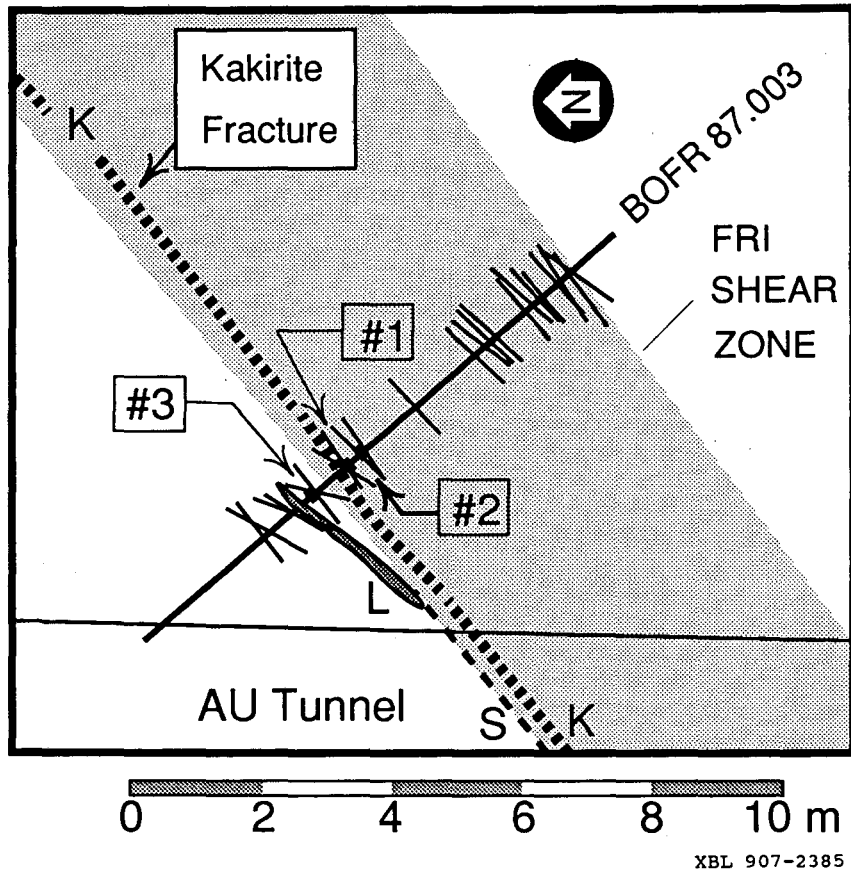 Kakirite
Fracture
K
N
BOFR 87.003
FRI
SHEAR
ZONE
#1
#3
#2
L
AU Tunnel
S
K
0 2 4 6 8 10 m
XBL 907-2385